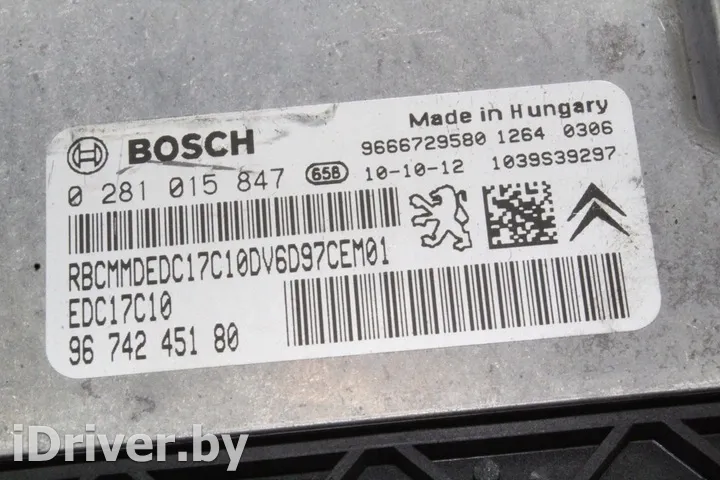 BOSCH
Made in Hungary
9666729580 1264 0306
0 281 015 847 658 10-10-12 1039S39297
RBCMMDEDC17C10DV6D97CEM01
EDC17C10
96 742 451 80
iDriver.by